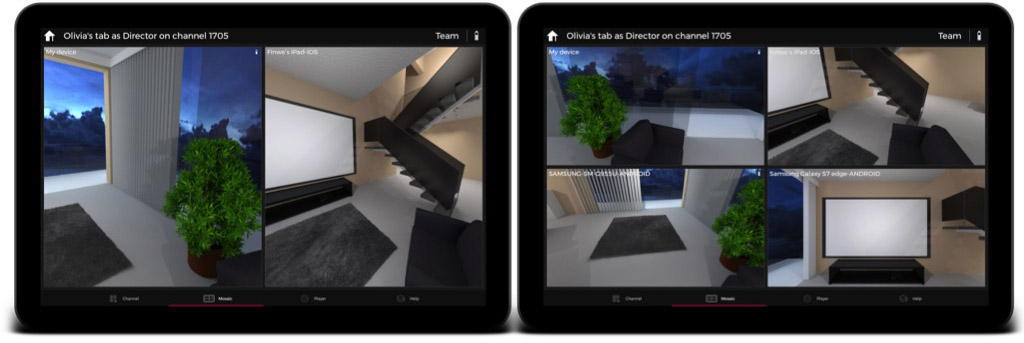 Olivia's tab as Director on channel 1705
Team
My device
Finwe's iPad-iOS
Channel
Mosaic
Player
Help
Olivia's tab as Director on channel 1705
Team
My device
Finwe's iPad-iOS
SAMSUNG-SM-G955U-ANDROID
Samsung Galaxy S7 edge-ANDROID
Channel
Mosaic
Player
Help